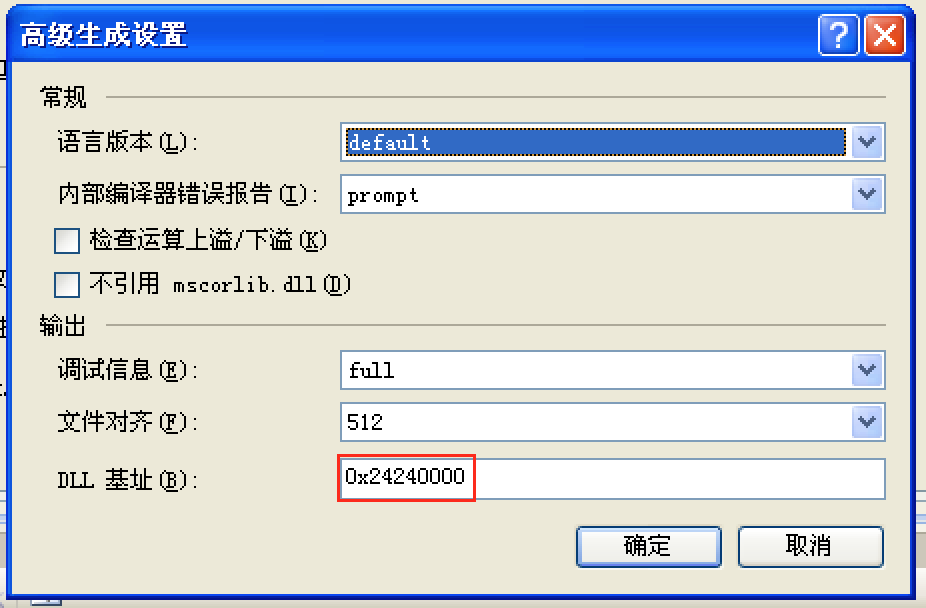 高级生成设置
常规
语言版本(L): default
内部编译器错误报告(I): prompt
检查运算上溢/下溢(K)
不引用 mscorlib.dll(D)
输出
调试信息(E): full
文件对齐(F): 512
DLL 基址(B): 0x24240000
确定 取消